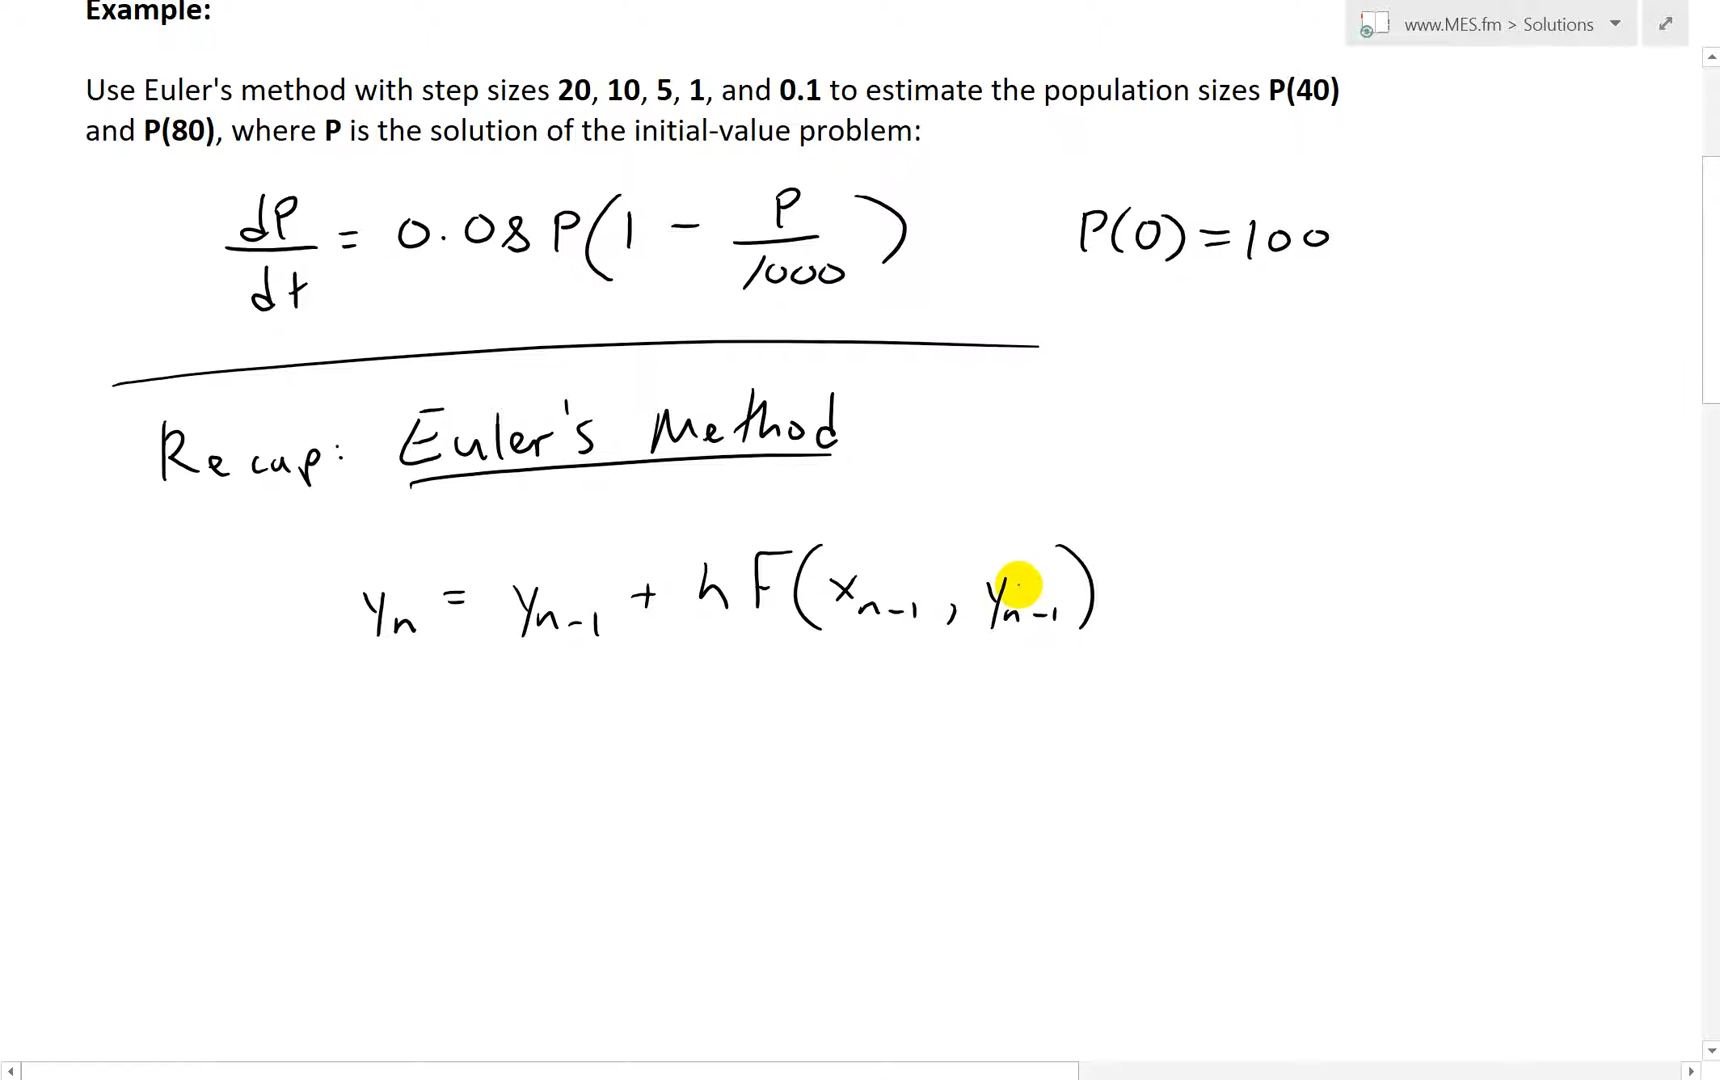 Example:
www.MES.fm > Solutions
Use Euler's method with step sizes 20, 10, 5, 1, and 0.1 to estimate the population sizes P(40)
and P(80), where P is the solution of the initial-value problem:
dP/dt = 0.08 P(1 - P/1000) P(0) = 100
Recap: Euler's Method
yₙ = yₙ₋₁ + h F(xₙ₋₁, yₙ₋₁)